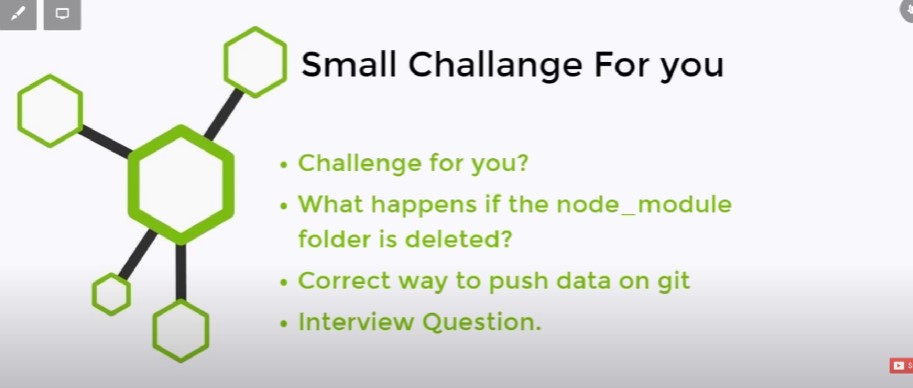 Small Challange For you
• Challenge for you?
• What happens if the node_module
folder is deleted?
• Correct way to push data on git
• Interview Question.